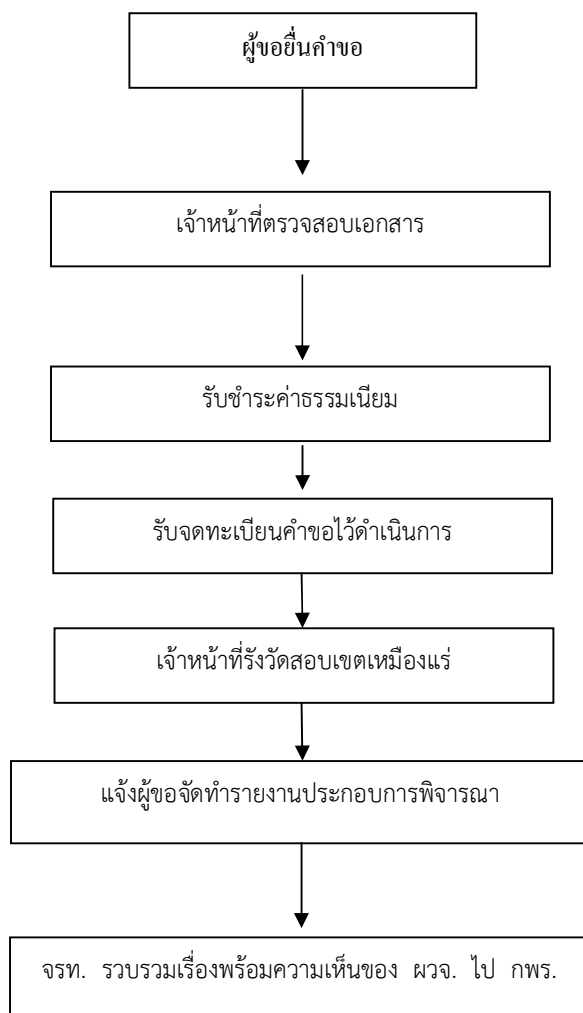 ผู้ขอยื่นคำขอ
เจ้าหน้าที่ตรวจสอบเอกสาร
รับชำระค่าธรรมเนียม
รับจดทะเบียนคำขอไว้ดำเนินการ
เจ้าหน้าที่รังวัดสอบเขตเหมืองแร่
แจ้งผู้ขอจัดทำรายงานประกอบการพิจารณา
จรท. รวบรวมเรื่องพร้อมความเห็นของ ผวจ. ไป กพร.